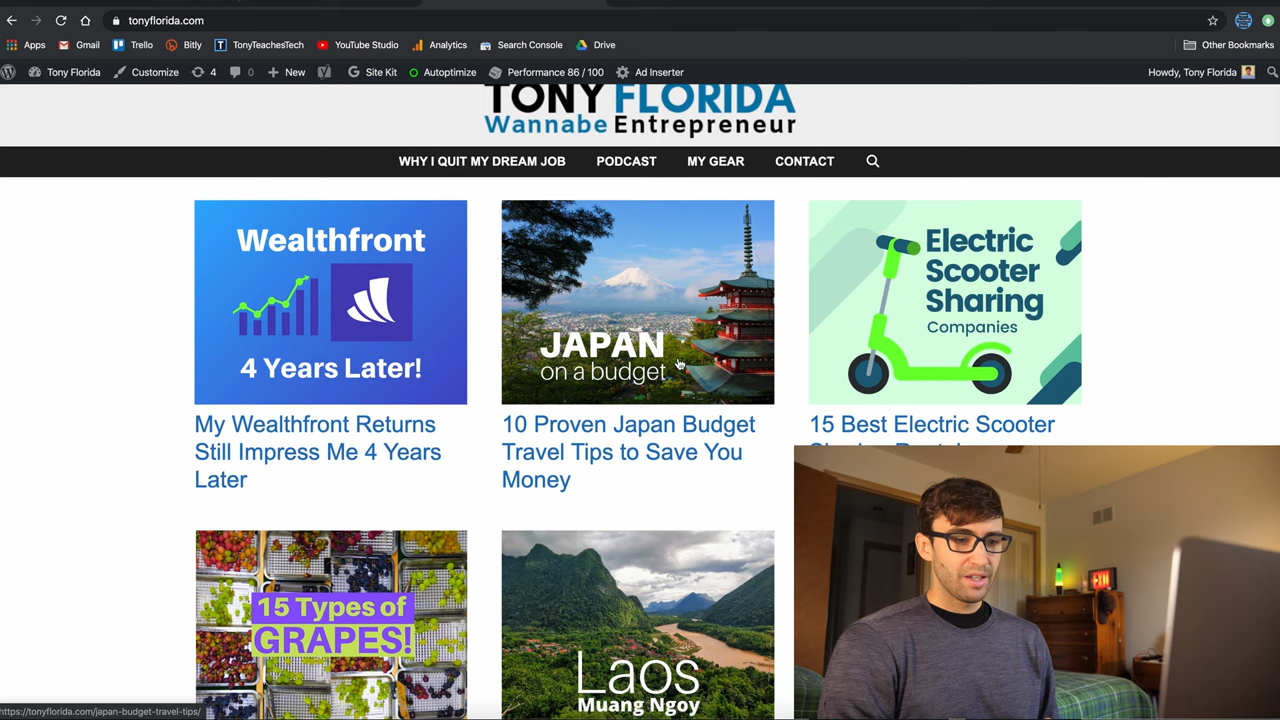 tonyflorida.com
Apps Gmail Trello Bitly TonyTeachesTech YouTube Studio Analytics Search Console Drive Other Bookmarks
Tony Florida Customize 4 0 New Site Kit Autoptimize Performance 86 / 100 Ad Inserter Howdy, Tony Florida
TONY FLORIDA
Wannabe Entrepreneur
WHY I QUIT MY DREAM JOB PODCAST MY GEAR CONTACT
Wealthfront
4 Years Later!
JAPAN
on a budget
Electric
Scooter
Sharing
Companies
My Wealthfront Returns
Still Impress Me 4 Years
Later
10 Proven Japan Budget
Travel Tips to Save You
Money
15 Best Electric Scooter
15 Types of
GRAPES!
Laos
Muang Ngoy
https://tonyflorida.com/japan-budget-travel-tips/